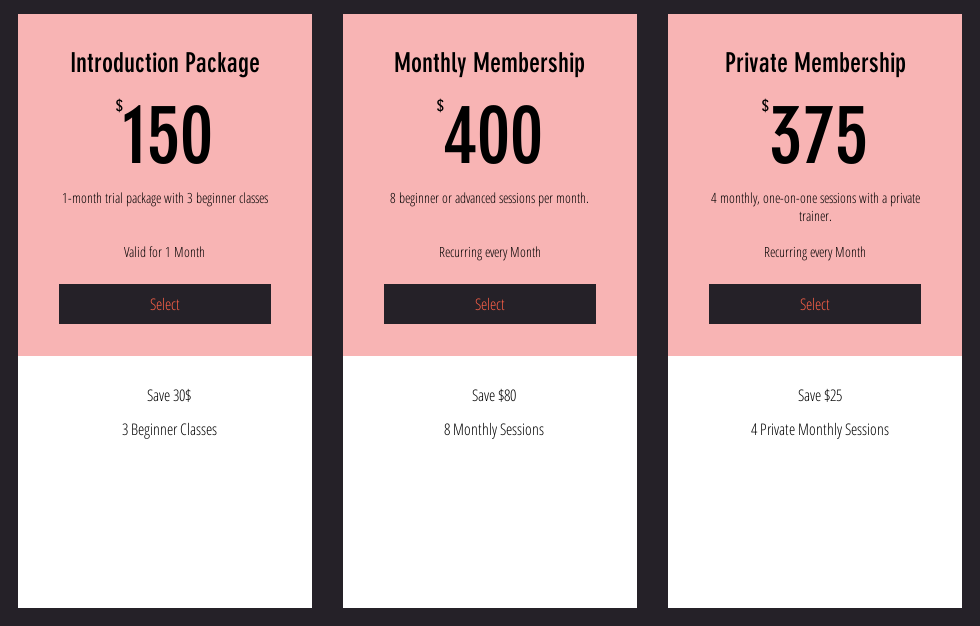 Introduction Package
$150
1-month trial package with 3 beginner classes
Valid for 1 Month
Select
Save 30$
3 Beginner Classes
Monthly Membership
$400
8 beginner or advanced sessions per month.
Recurring every Month
Select
Save $80
8 Monthly Sessions
Private Membership
$375
4 monthly, one-on-one sessions with a private
trainer.
Recurring every Month
Select
Save $25
4 Private Monthly Sessions